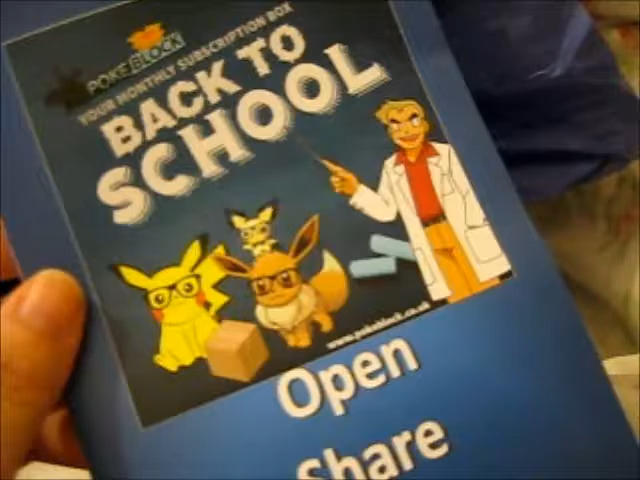 POKEBLOCK
YOUR MONTHLY SUBSCRIPTION BOX
BACK TO
SCHOOL
www.pokeblock.co.uk
Open
Share